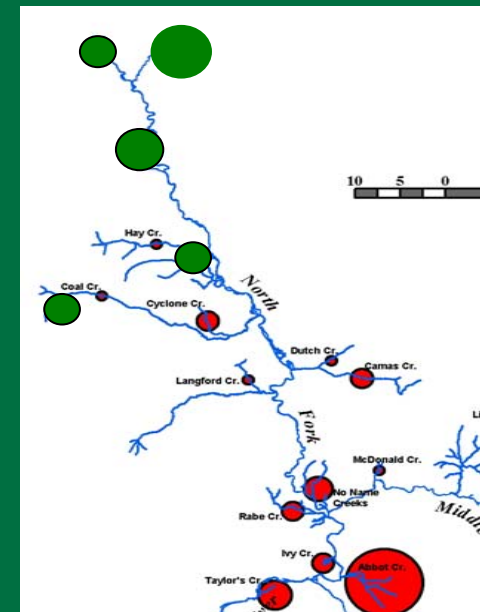 10 5 0
Hay Cr.
Coal Cr.
North
Cyclone Cr.
Dutch Cr.
Camas Cr.
Langford Cr.
Fork
McDonald Cr.
No Name
Creeks
Rabe Cr.
Ivy Cr.
Abbot Cr.
Taylor's Cr.